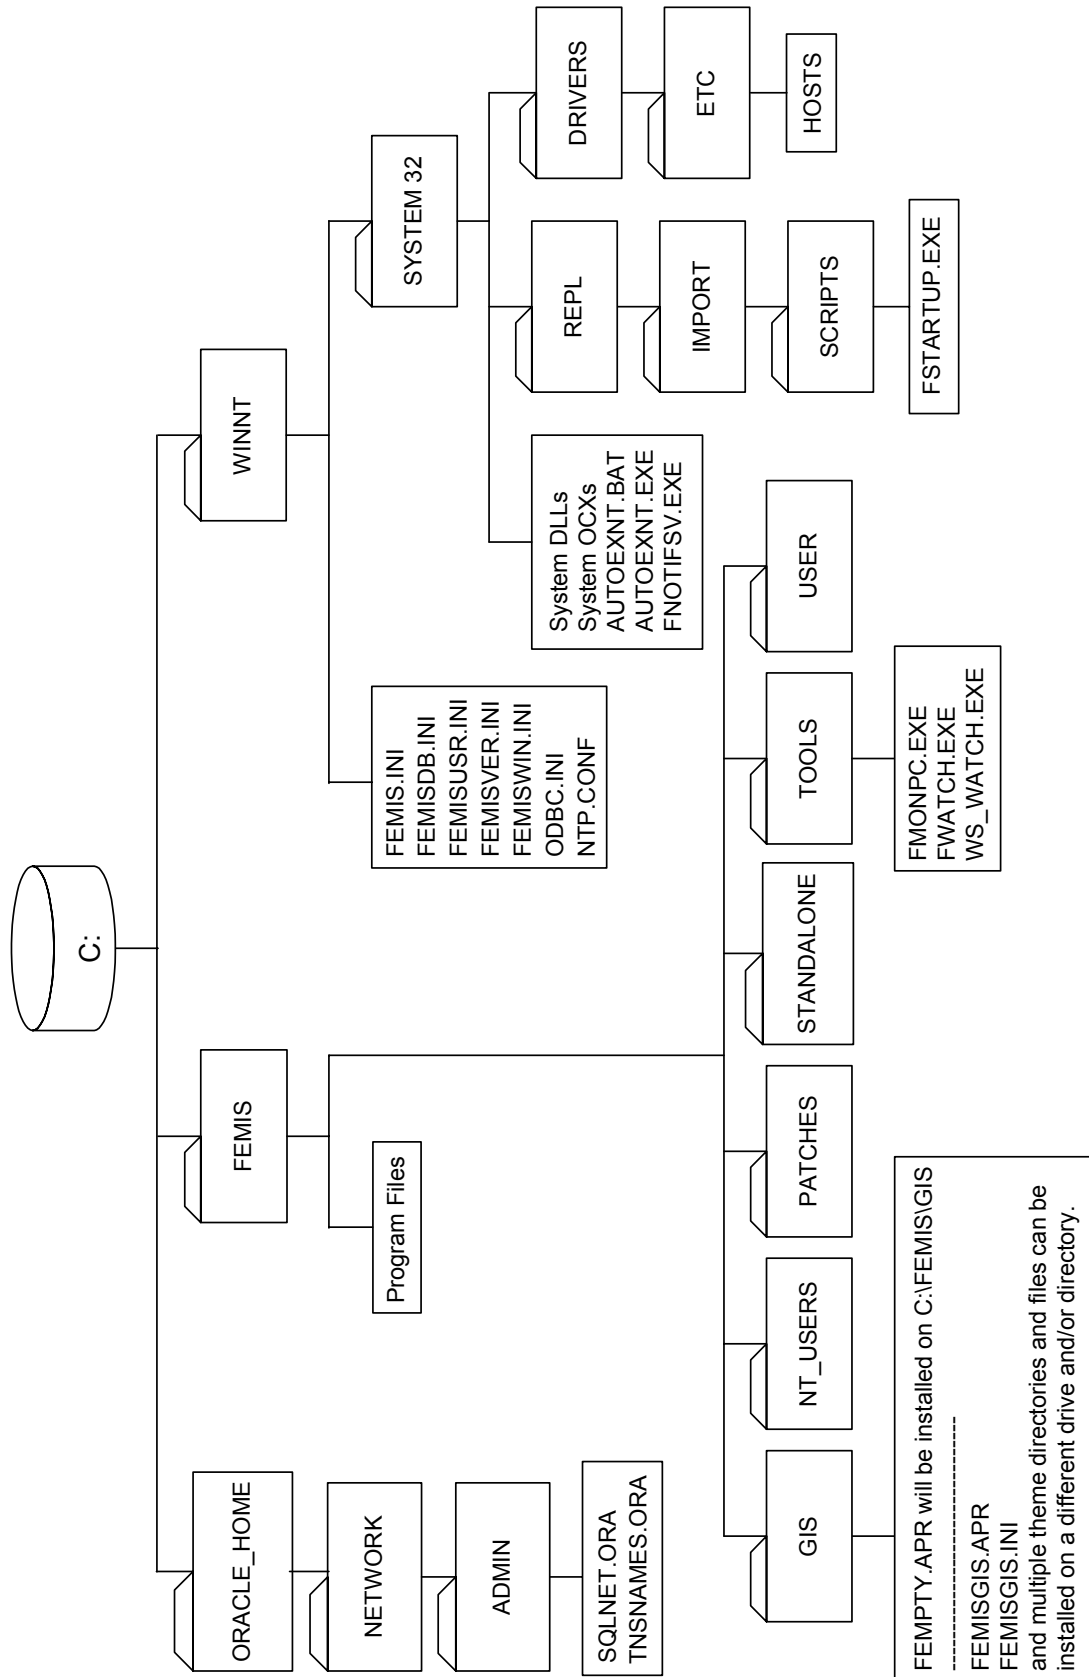 C:
ORACLE_HOME
NETWORK
ADMIN
SQLNET.ORA
TNSNAMES.ORA
FEMIS
Program Files
GIS
FEMPTY.APR will be installed on C:\FEMIS\GIS
------------------------------
FEMISGIS.APR
FEMISGIS.INI
and multiple theme directories and files can be
installed on a different drive and/or directory.
NT_USERS
PATCHES
STANDALONE
TOOLS
FMONPC.EXE
FWATCH.EXE
WS_WATCH.EXE
USER
WINNT
FEMIS.INI
FEMISDB.INI
FEMISUSR.INI
FEMISVER.INI
FEMISWIN.INI
ODBC.INI
NTP.CONF
SYSTEM 32
System DLLs
System OCXs
AUTOEXNT.BAT
AUTOEXNT.EXE
FNOTIFSV.EXE
REPL
IMPORT
SCRIPTS
FSTARTUP.EXE
DRIVERS
ETC
HOSTS